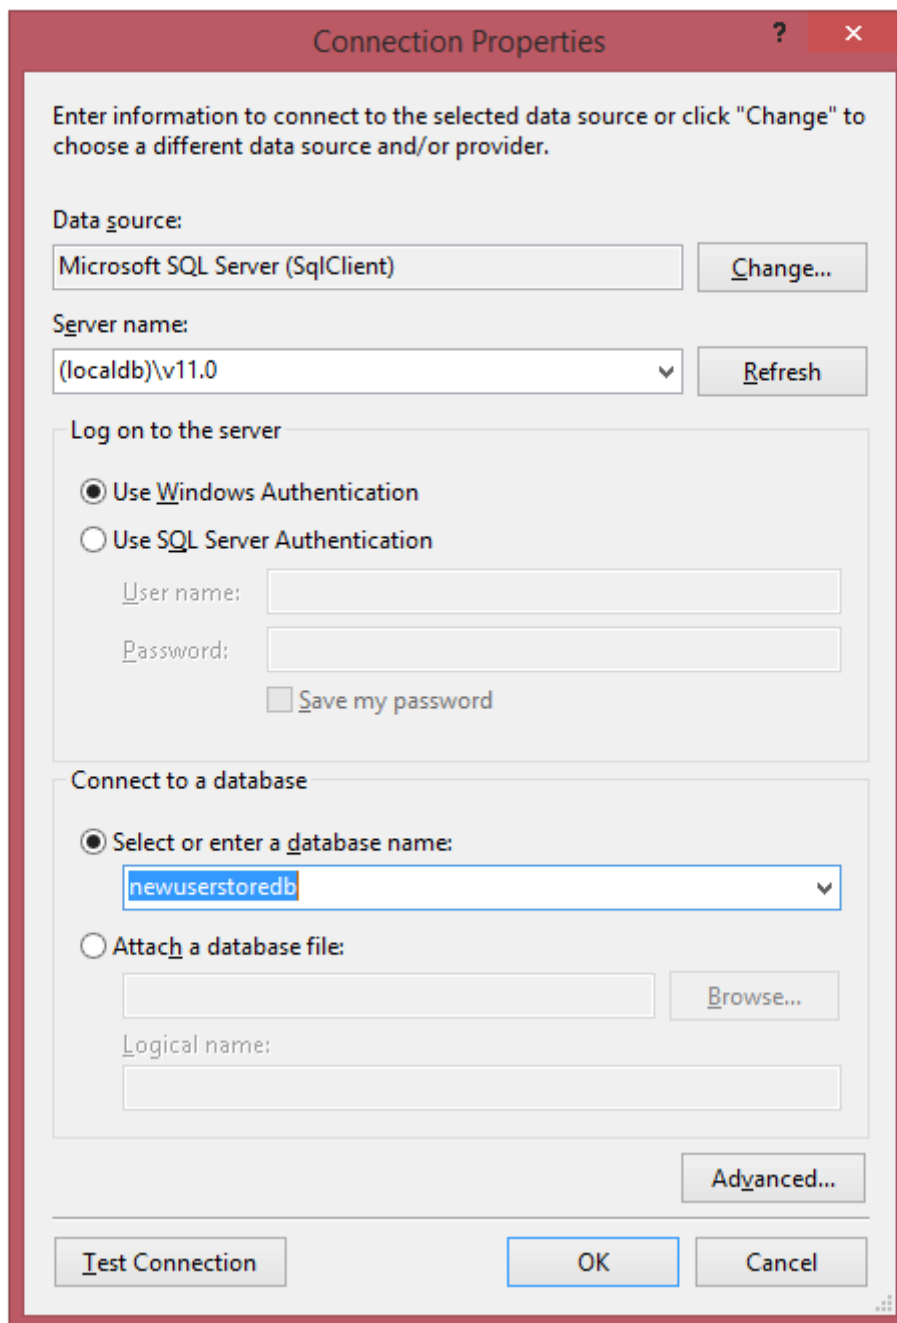 Connection Properties
?
×
Enter information to connect to the selected data source or click "Change" to
choose a different data source and/or provider.
Data source:
Microsoft SQL Server (SqlClient)
Change...
Server name:
(localdb)\v11.0
Refresh
Log on to the server
Use Windows Authentication
Use SQL Server Authentication
User name:
Password:
Save my password
Connect to a database
Select or enter a database name:
newuserstoredb
Attach a database file:
Browse...
Logical name:
Advanced...
Test Connection
OK
Cancel